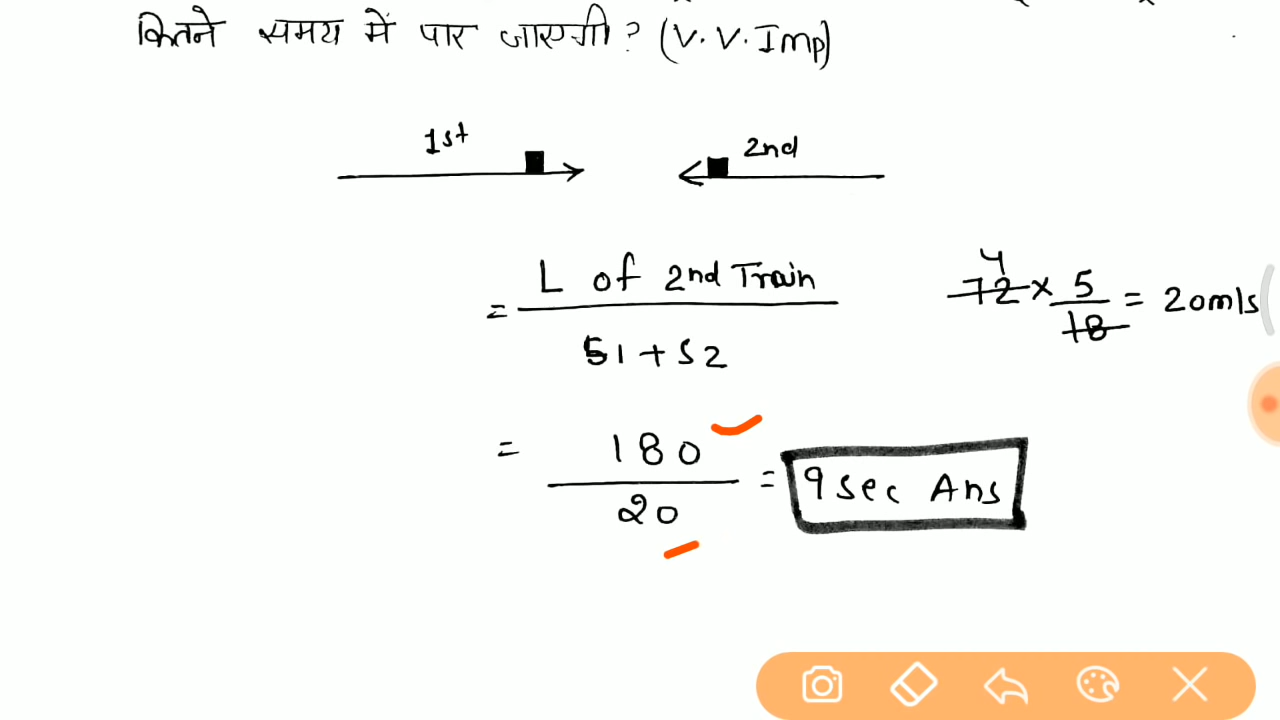 कितने समय में पार जाएगी? (V.V.Imp)
1st
2nd
= L of 2nd Train / S1 + S2
72 × 5/18 = 20m/s
4
= 180 / 20 = 9 sec Ans